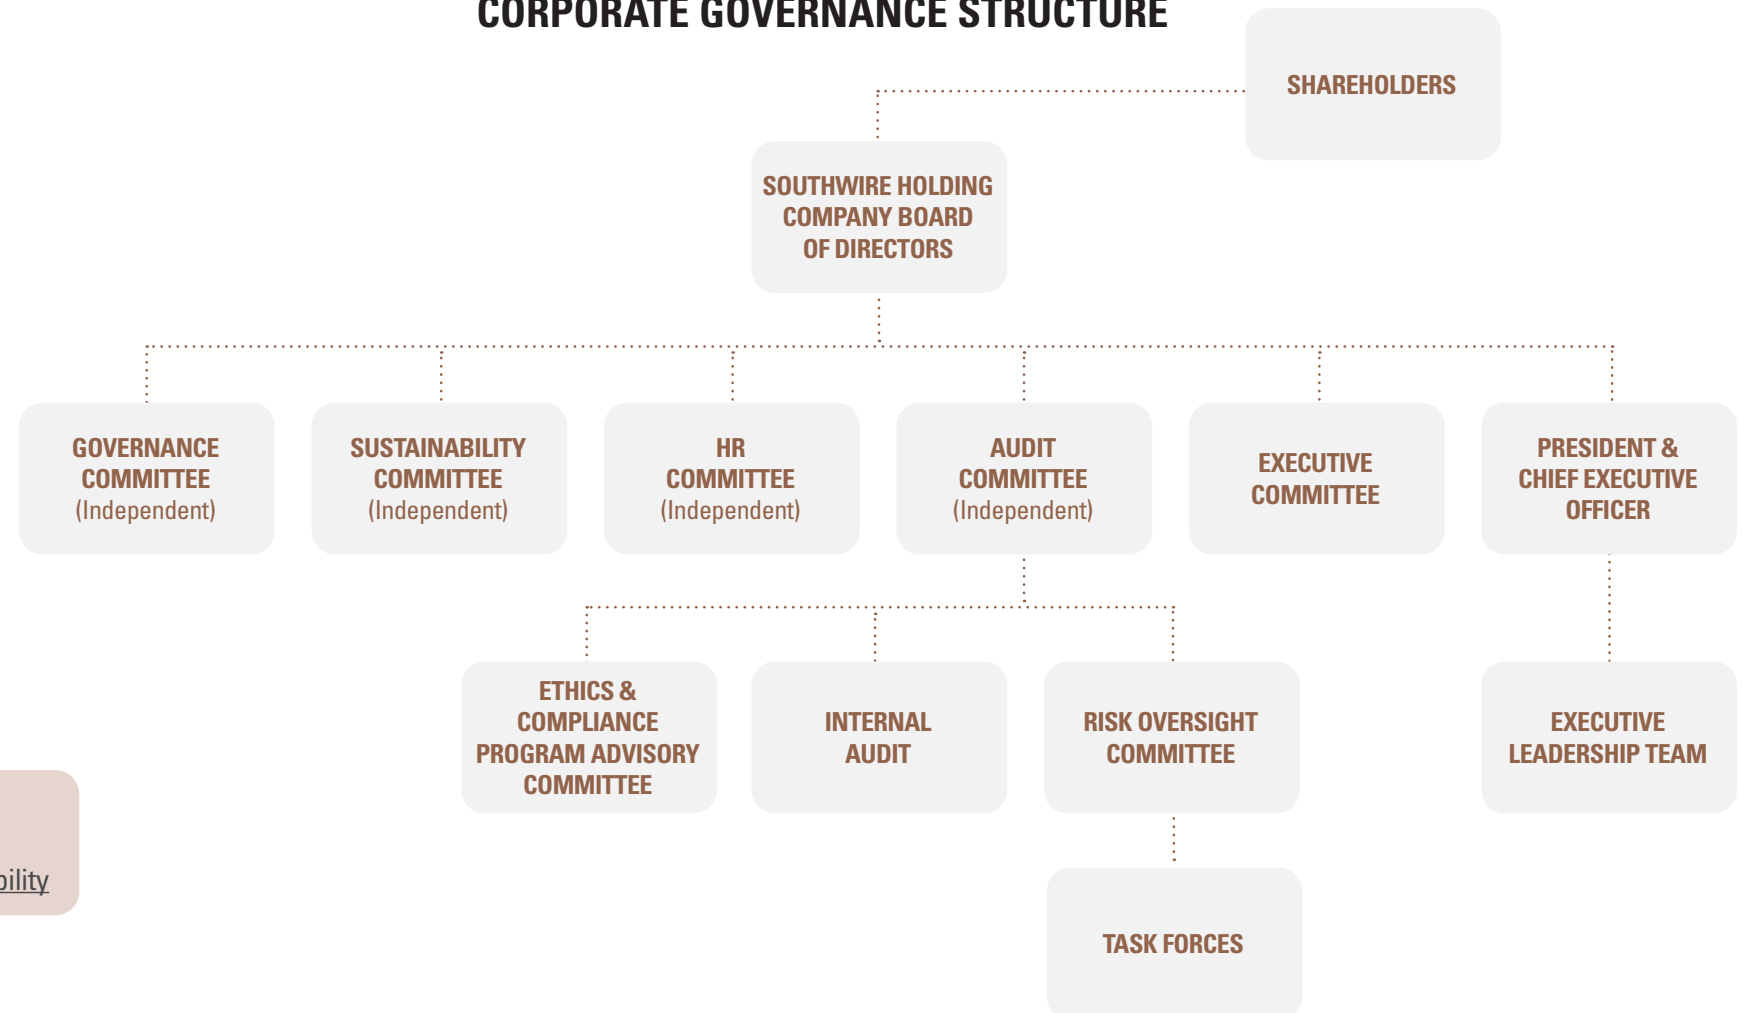 CORPORATE GOVERNANCE STRUCTURE
SHAREHOLDERS
SOUTHWIRE HOLDING
COMPANY BOARD
OF DIRECTORS
GOVERNANCE
COMMITTEE
(Independent)
SUSTAINABILITY
COMMITTEE
(Independent)
HR
COMMITTEE
(Independent)
AUDIT
COMMITTEE
(Independent)
EXECUTIVE
COMMITTEE
PRESIDENT &
CHIEF EXECUTIVE
OFFICER
ETHICS &
COMPLIANCE
PROGRAM ADVISORY
COMMITTEE
INTERNAL
AUDIT
RISK OVERSIGHT
COMMITTEE
EXECUTIVE
LEADERSHIP TEAM
TASK FORCES